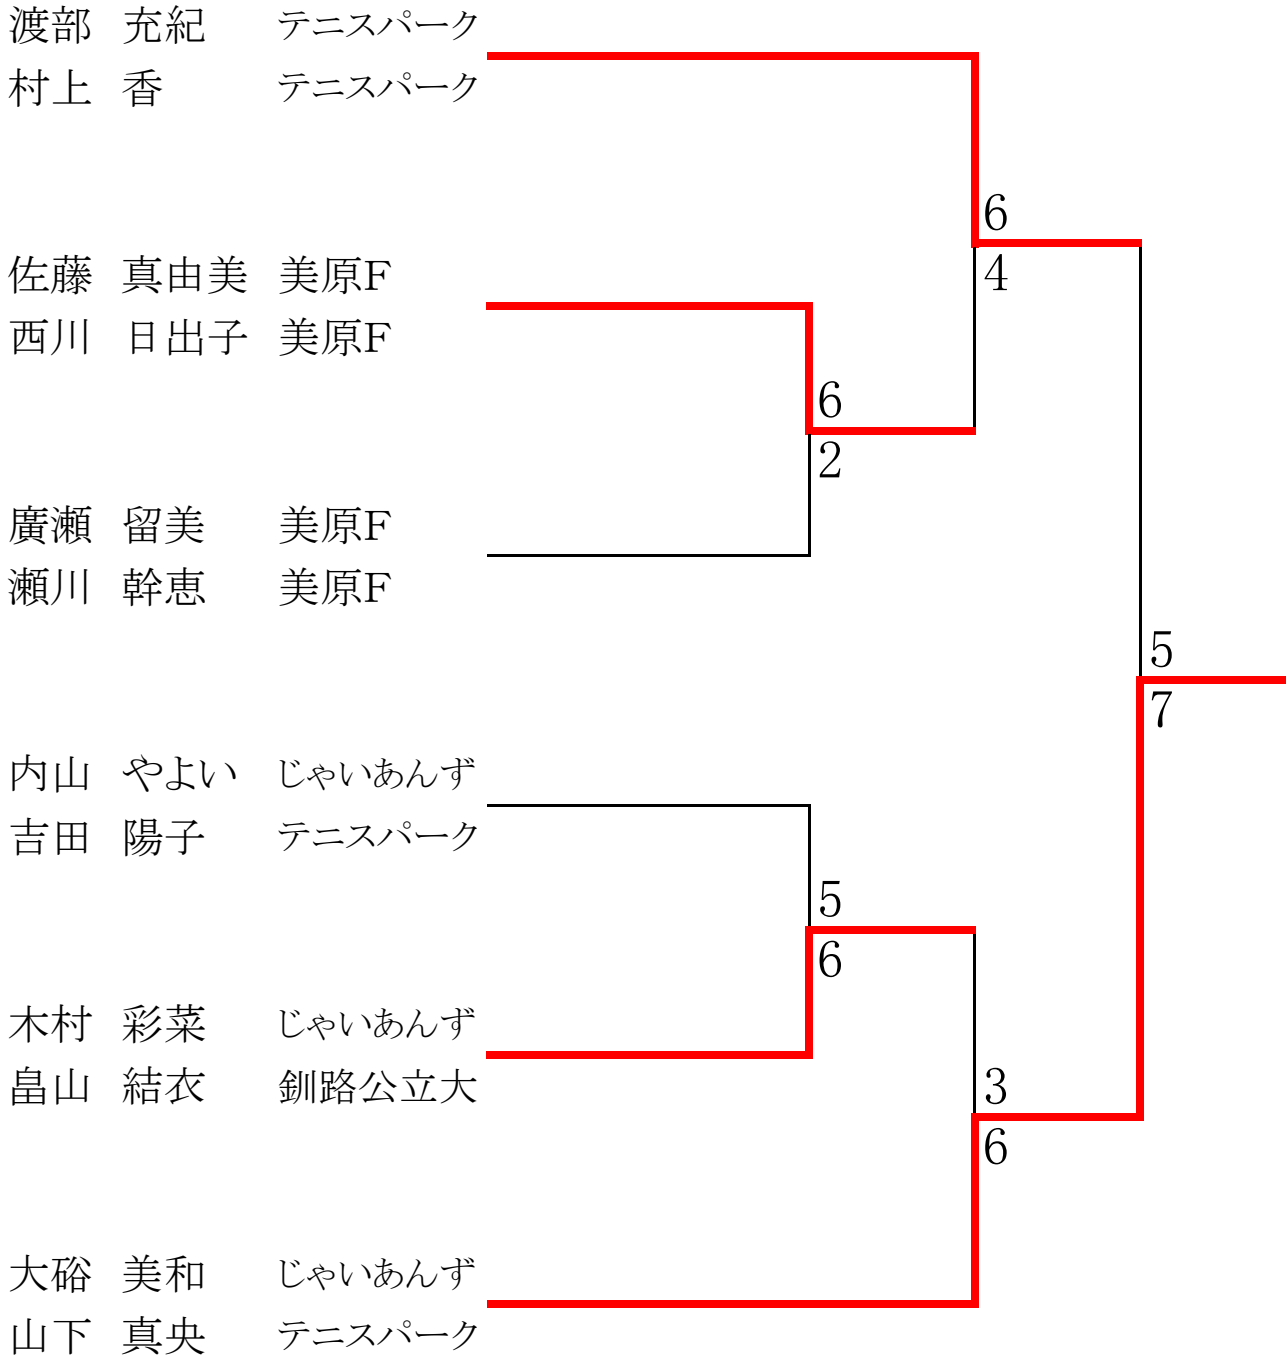 渡部 充紀 テニスパーク
村上 香 テニスパーク
6
佐藤 真由美 美原F
4
西川 日出子 美原F
6
2
廣瀬 留美 美原F
瀬川 幹恵 美原F
5
7
内山 やよい じゃいあんず
吉田 陽子 テニスパーク
5
6
木村 彩菜 じゃいあんず
畠山 結衣 釧路公立大
3
6
大硲 美和 じゃいあんず
山下 真央 テニスパーク